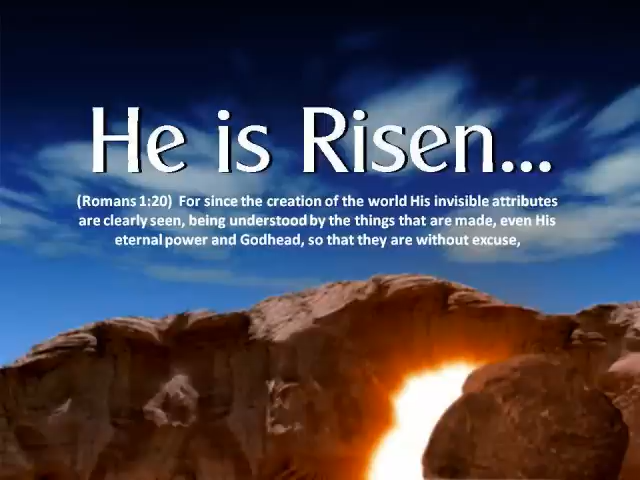 He is Risen...
(Romans 1:20) For since the creation of the world His invisible attributes
are clearly seen, being understood by the things that are made, even His
eternal power and Godhead, so that they are without excuse,